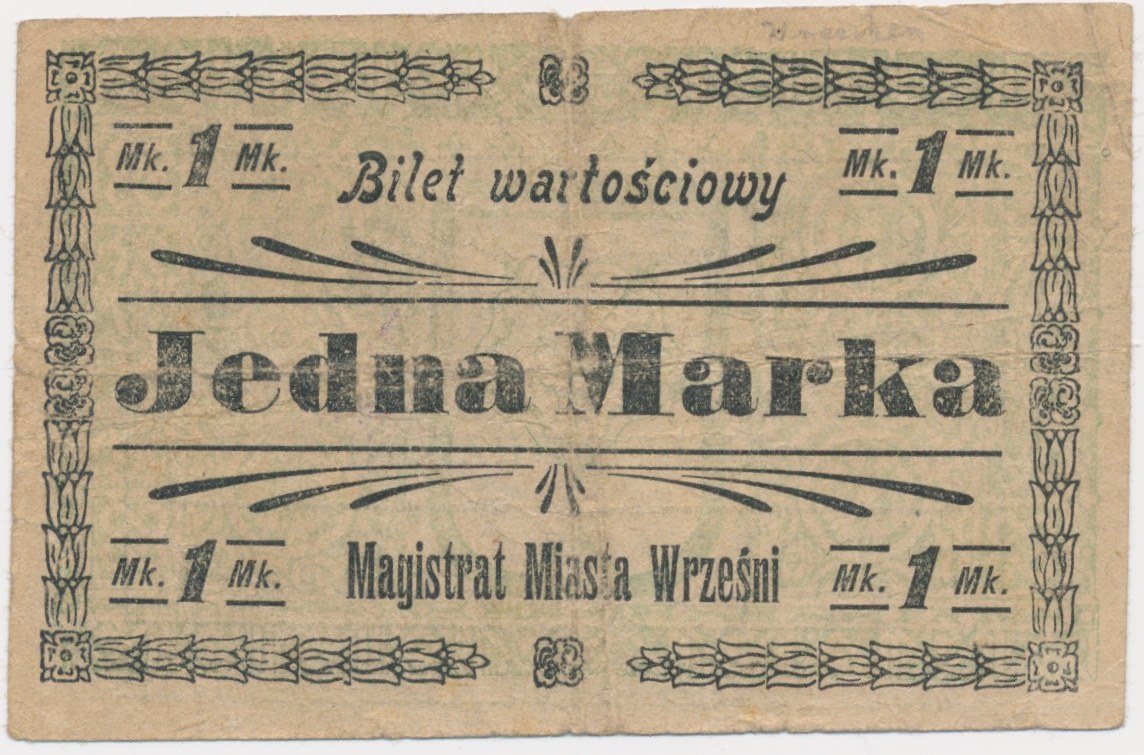 Wreschen
Mk. 1 Mk.
Mk. 1 Mk.
Bilet wartościowy
Jedna Marka
Mk. 1 Mk.
Magistrat Miasta Wrześni
Mk. 1 Mk.